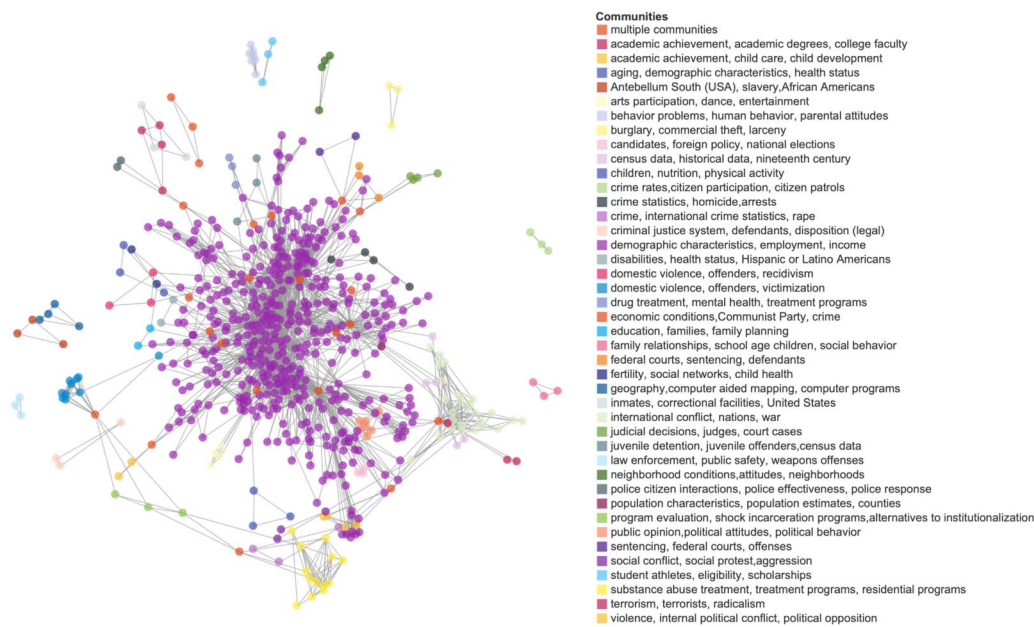 Communities
multiple communities
academic achievement, academic degrees, college faculty
academic achievement, child care, child development
aging, demographic characteristics, health status
Antebellum South (USA), slavery,African Americans
arts participation, dance, entertainment
behavior problems, human behavior, parental attitudes
burglary, commercial theft, larceny
candidates, foreign policy, national elections
census data, historical data, nineteenth century
children, nutrition, physical activity
crime rates,citizen participation, citizen patrols
crime statistics, homicide,arrests
crime, international crime statistics, rape
criminal justice system, defendants, disposition (legal)
demographic characteristics, employment, income
disabilities, health status, Hispanic or Latino Americans
domestic violence, offenders, recidivism
domestic violence, offenders, victimization
drug treatment, mental health, treatment programs
economic conditions,Communist Party, crime
education, families, family planning
family relationships, school age children, social behavior
federal courts, sentencing, defendants
fertility, social networks, child health
geography,computer aided mapping, computer programs
inmates, correctional facilities, United States
international conflict, nations, war
judicial decisions, judges, court cases
juvenile detention, juvenile offenders,census data
law enforcement, public safety, weapons offenses
neighborhood conditions,attitudes, neighborhoods
police citizen interactions, police effectiveness, police response
population characteristics, population estimates, counties
program evaluation, shock incarceration programs,alternatives to institutionalization
public opinion,political attitudes, political behavior
sentencing, federal courts, offenses
social conflict, social protest,aggression
student athletes, eligibility, scholarships
substance abuse treatment, treatment programs, residential programs
terrorism, terrorists, radicalism
violence, internal political conflict, political opposition